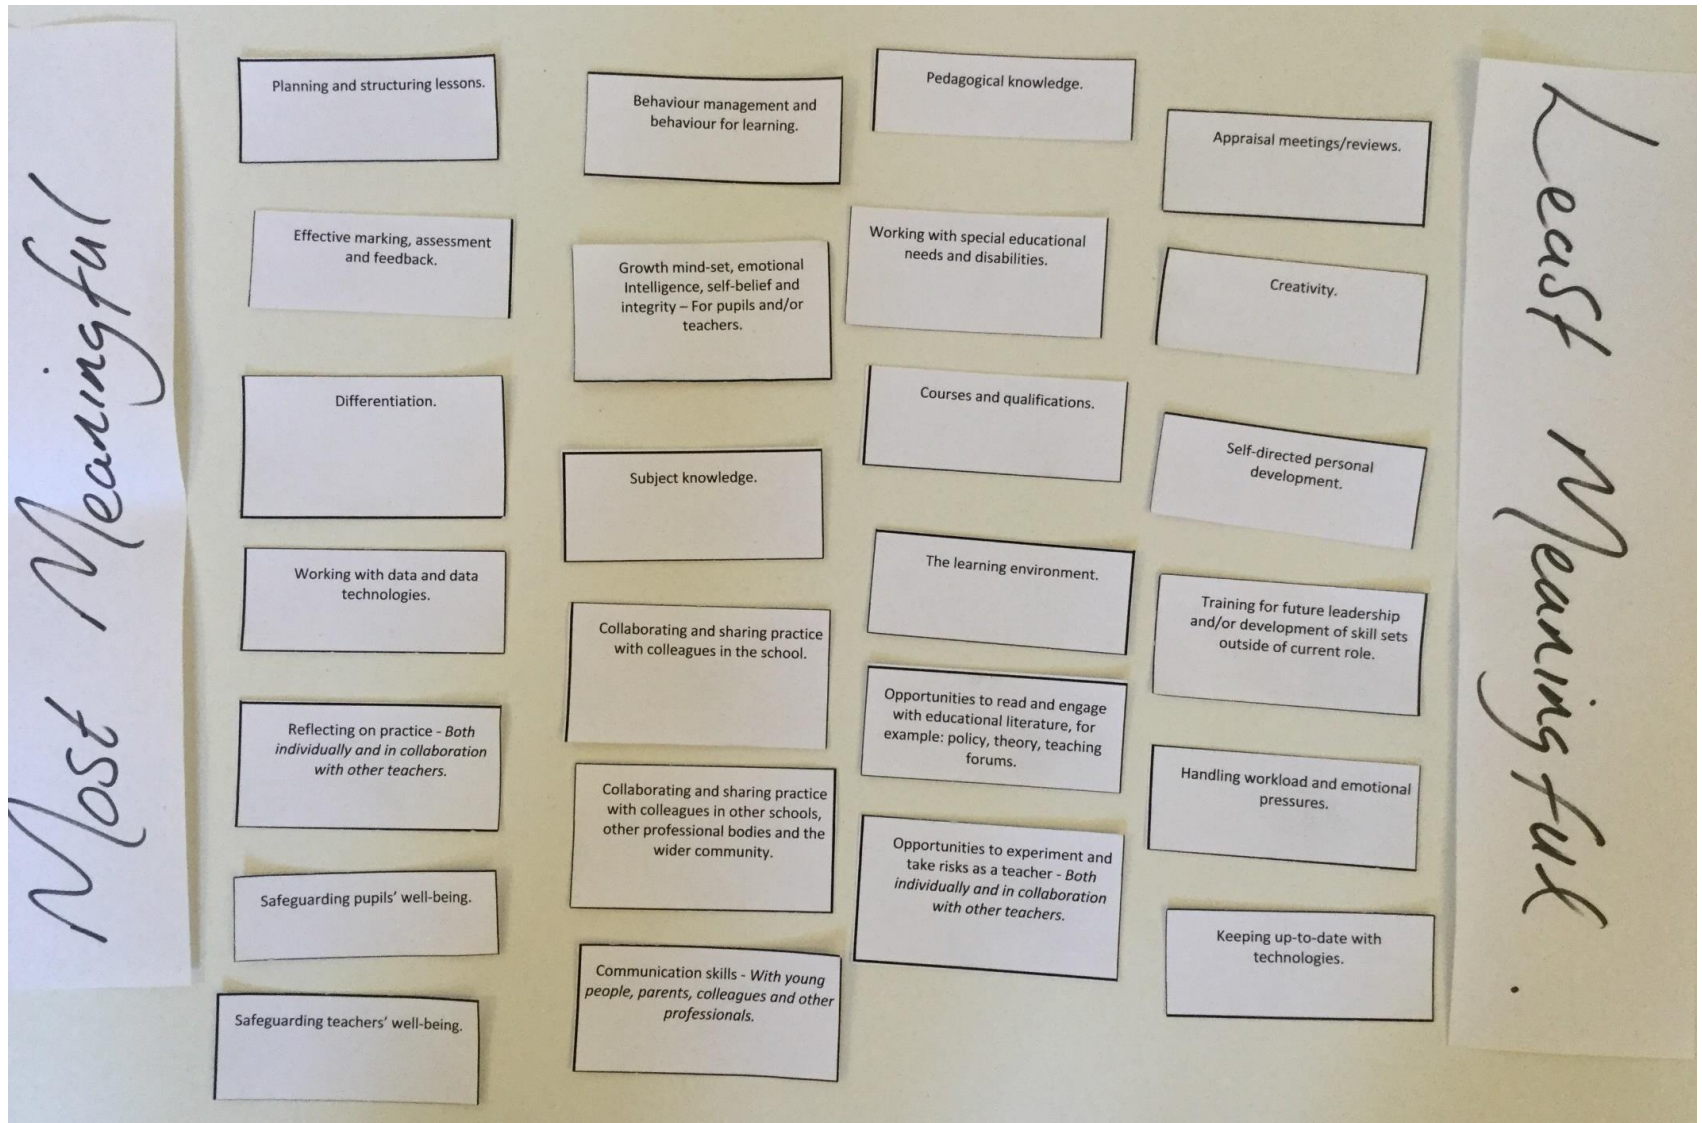 Most Meaningful
Planning and structuring lessons.
Effective marking, assessment
and feedback.
Differentiation.
Working with data and data
technologies.
Reflecting on practice - Both
individually and in collaboration
with other teachers.
Safeguarding pupils’ well-being.
Safeguarding teachers’ well-being.
Behaviour management and
behaviour for learning.
Growth mind-set, emotional
Intelligence, self-belief and
integrity – For pupils and/or
teachers.
Subject knowledge.
Collaborating and sharing practice
with colleagues in the school.
Collaborating and sharing practice
with colleagues in other schools,
other professional bodies and the
wider community.
Communication skills - With young
people, parents, colleagues and other
professionals.
Pedagogical knowledge.
Working with special educational
needs and disabilities.
Courses and qualifications.
The learning environment.
Opportunities to read and engage
with educational literature, for
example: policy, theory, teaching
forums.
Opportunities to experiment and
take risks as a teacher - Both
individually and in collaboration
with other teachers.
Appraisal meetings/reviews.
Creativity.
Self-directed personal
development.
Training for future leadership
and/or development of skill sets
outside of current role.
Handling workload and emotional
pressures.
Keeping up-to-date with
technologies.
Least Meaningful.